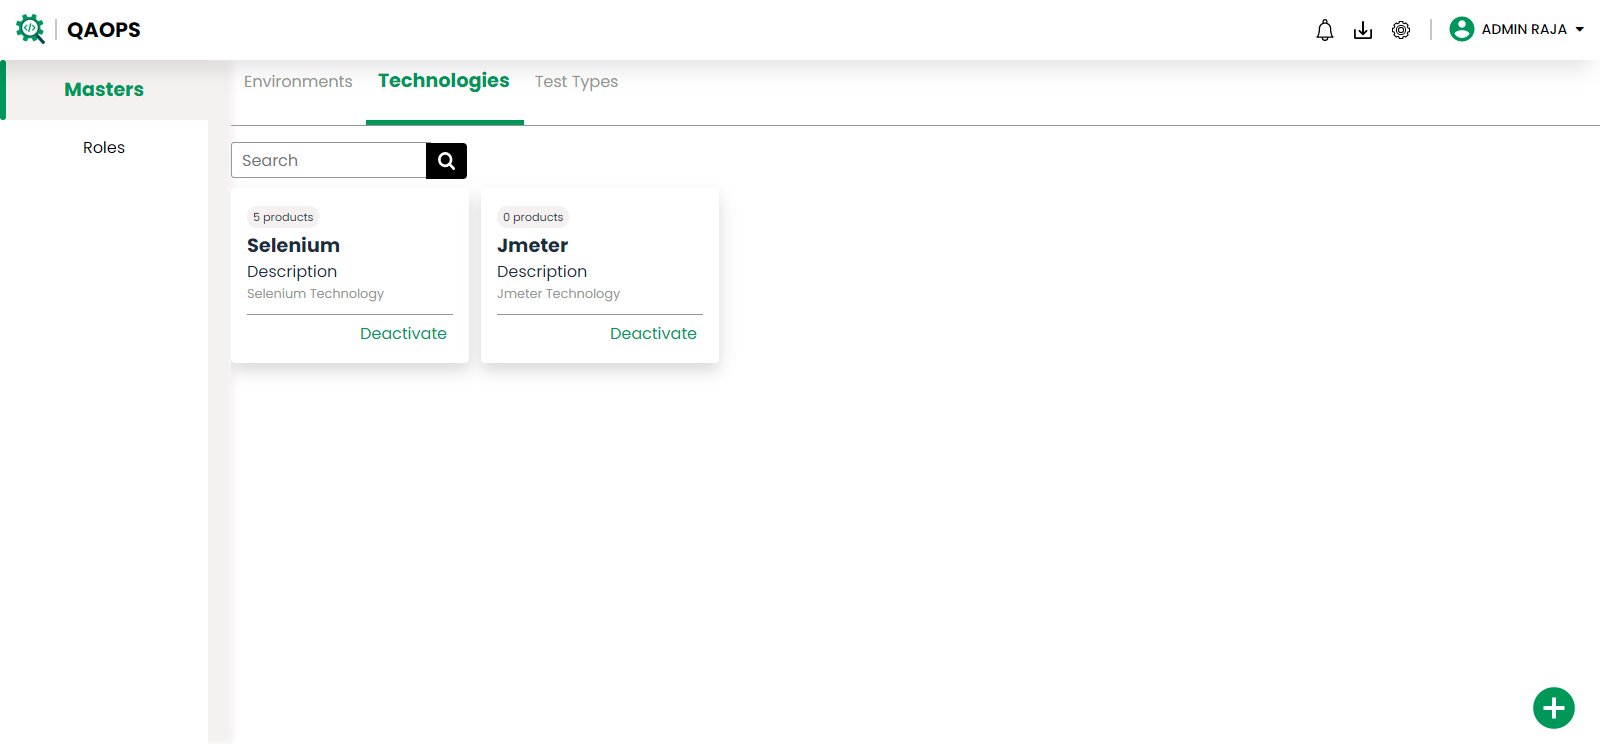 QAOPS
ADMIN RAJA
Masters
Roles
Environments
Technologies
Test Types
Search
5 products
Selenium
Description
Selenium Technology
Deactivate
0 products
Jmeter
Description
Jmeter Technology
Deactivate